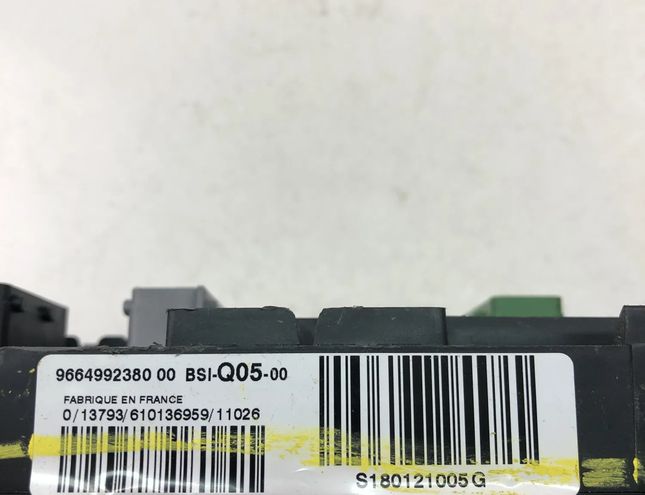 9664992380 00 BSI-Q05-00
FABRIQUE EN FRANCE
0/13793/610136959/11026
S180121005G